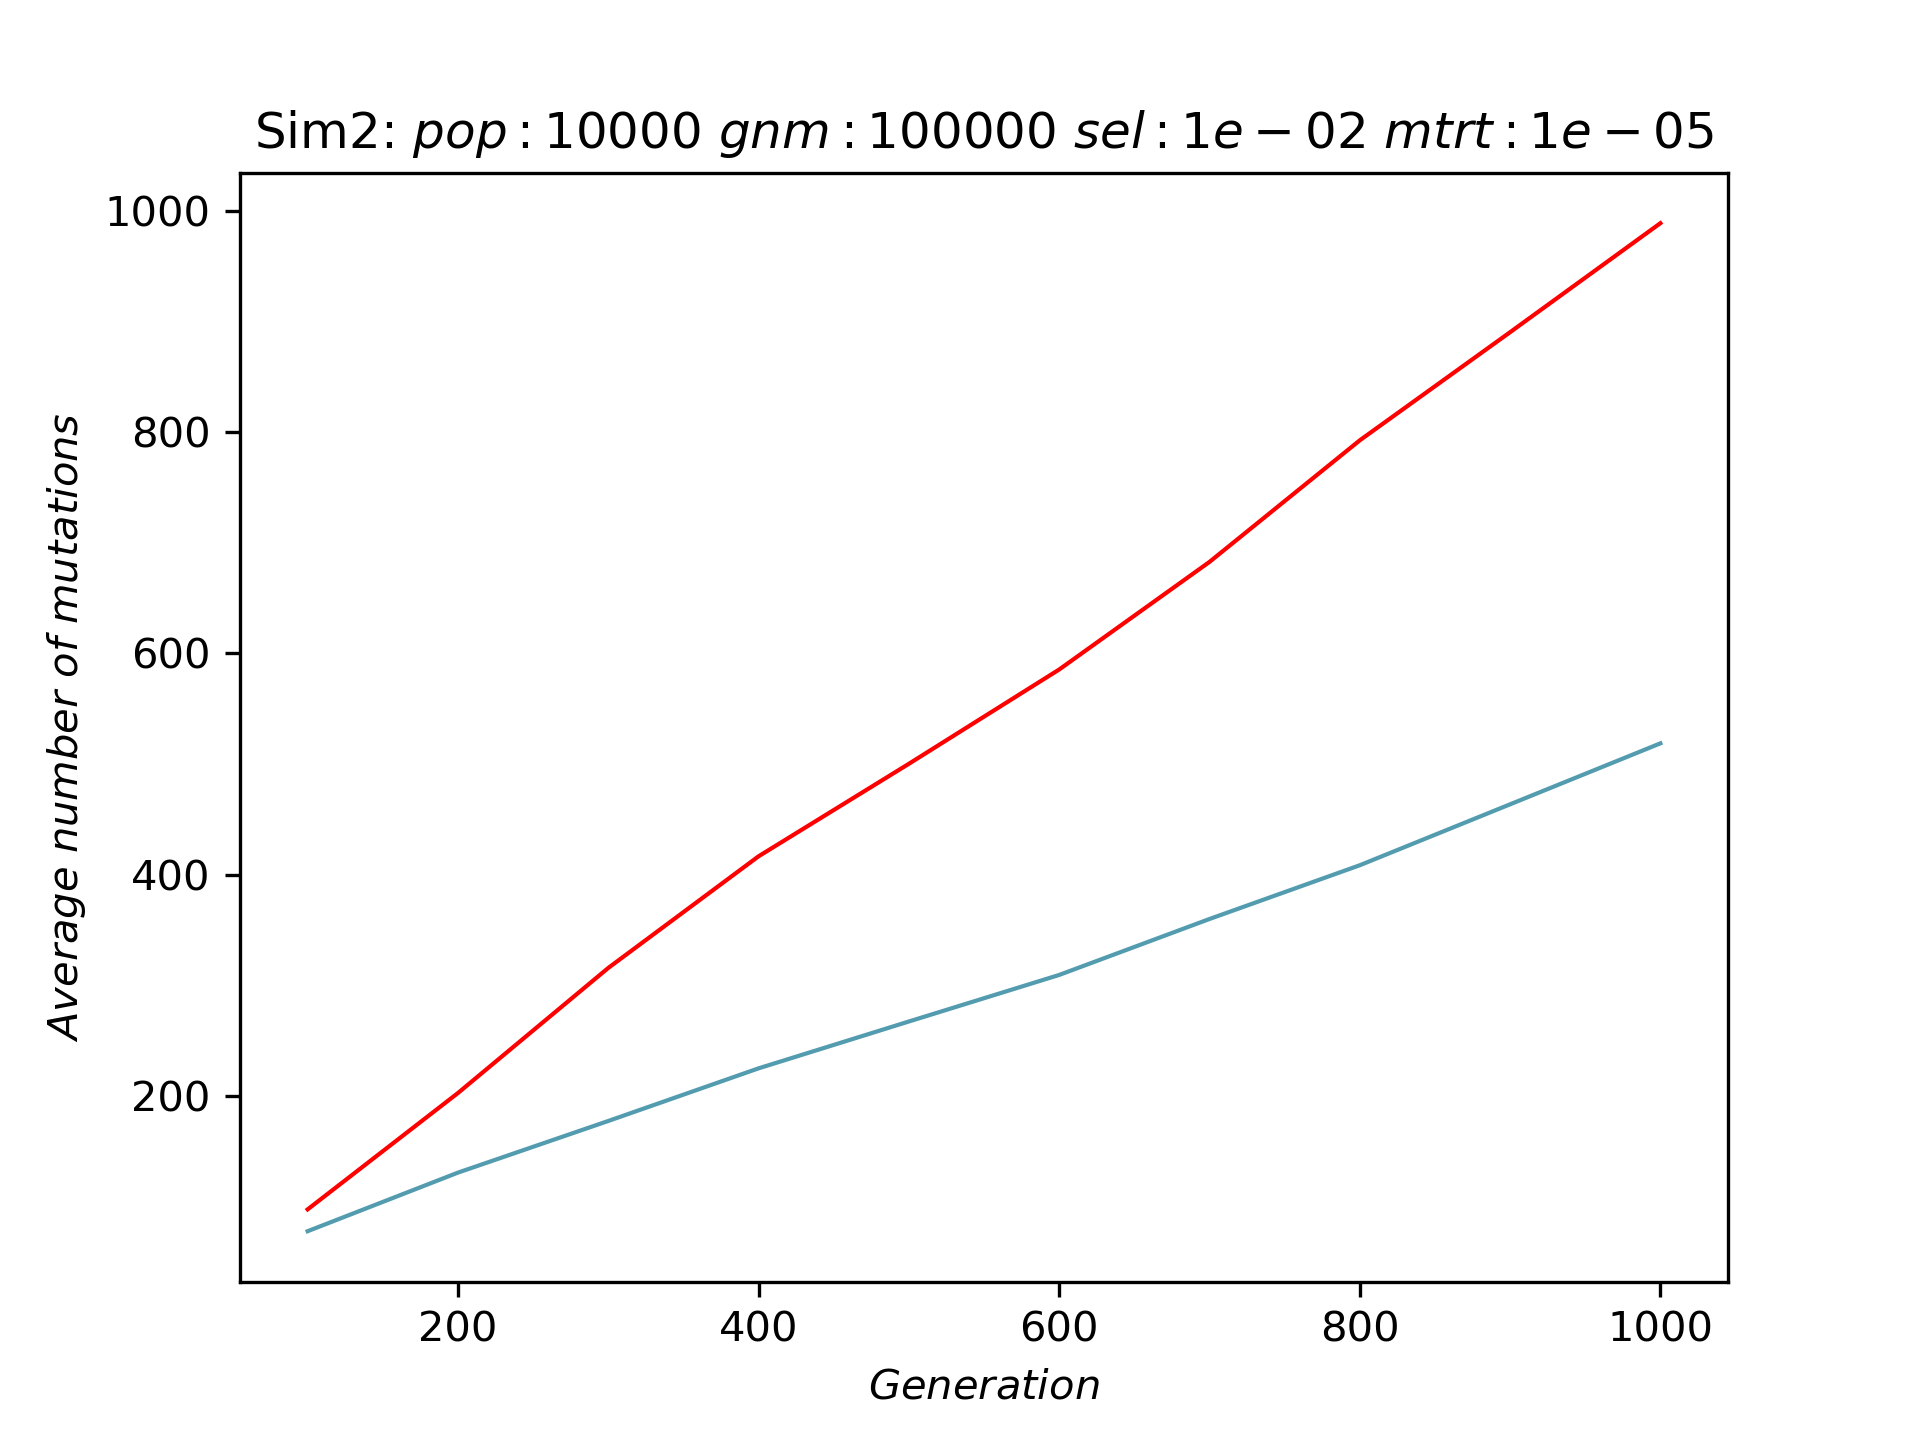 Sim2: pop : 10000 gnm : 100000 sel : 1e − 02 mtrt : 1e − 05
1000
800
600
400
200
Average number of mutations
200 400 600 800 1000
Generation